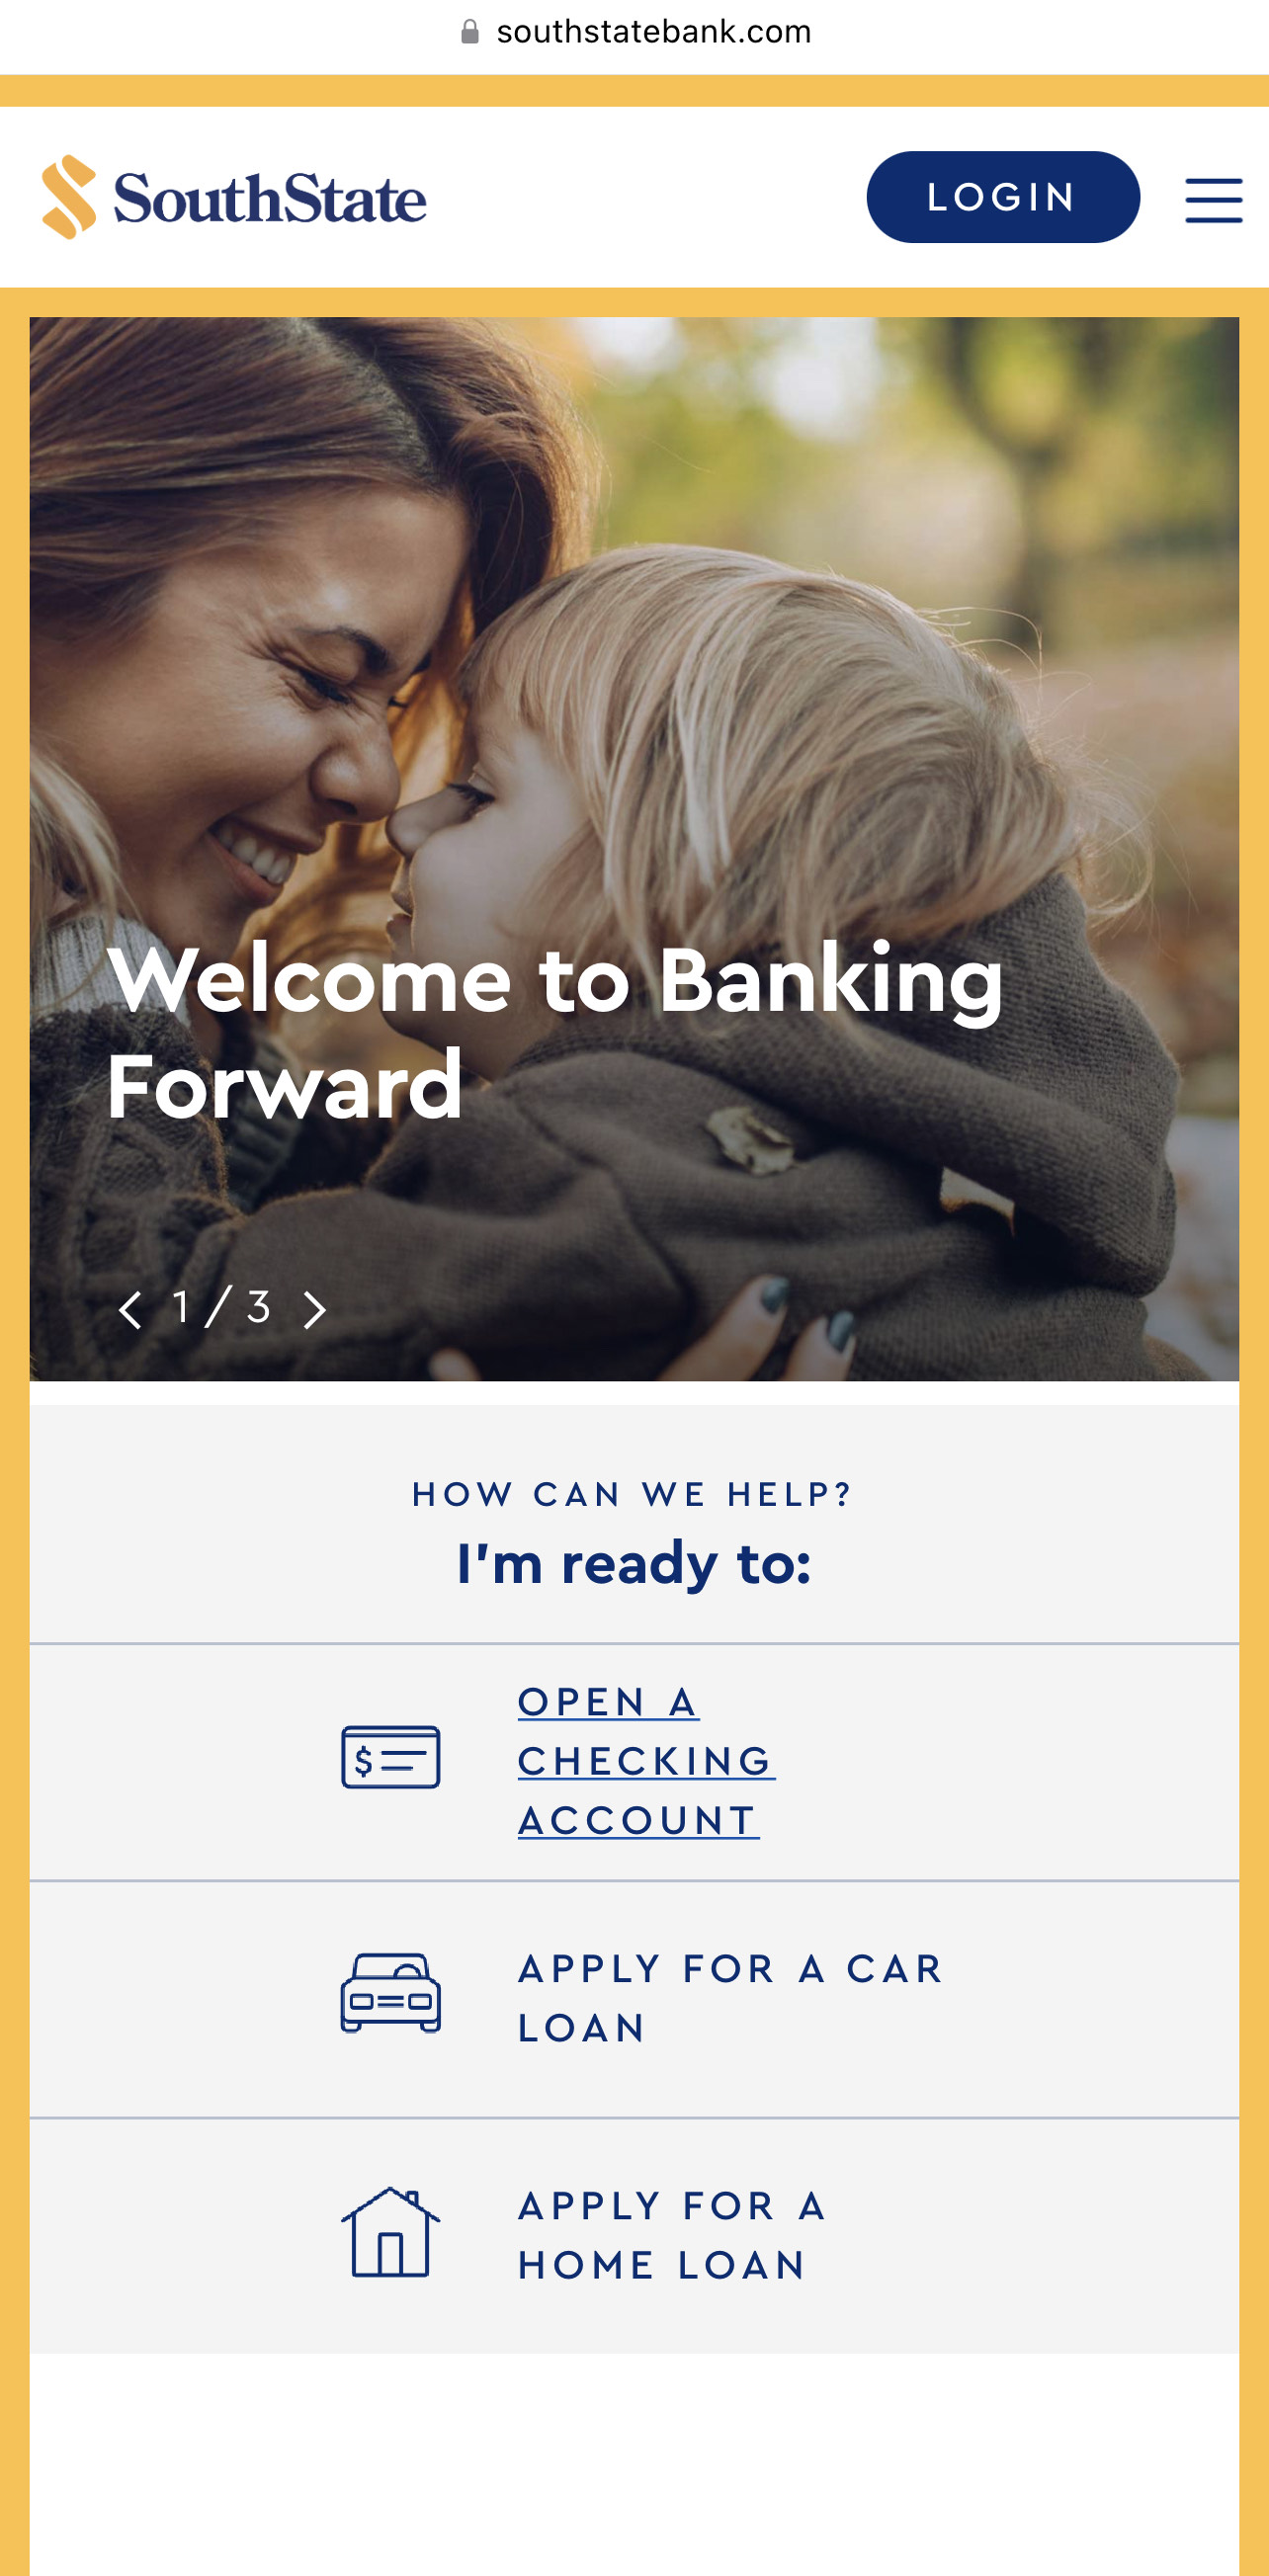 southstatebank.com
SouthState
LOGIN
Welcome to Banking
Forward
1 / 3
HOW CAN WE HELP?
I'm ready to:
$
OPEN A
CHECKING
ACCOUNT
APPLY FOR A CAR
LOAN
APPLY FOR A
HOME LOAN